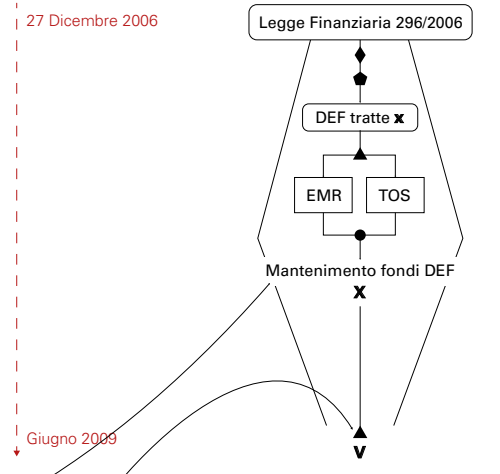 27 Dicembre 2006
Legge Finanziaria 296/2006
DEF tratte x
EMR
TOS
Mantenimento fondi DEF
x
Giugno 2009
v